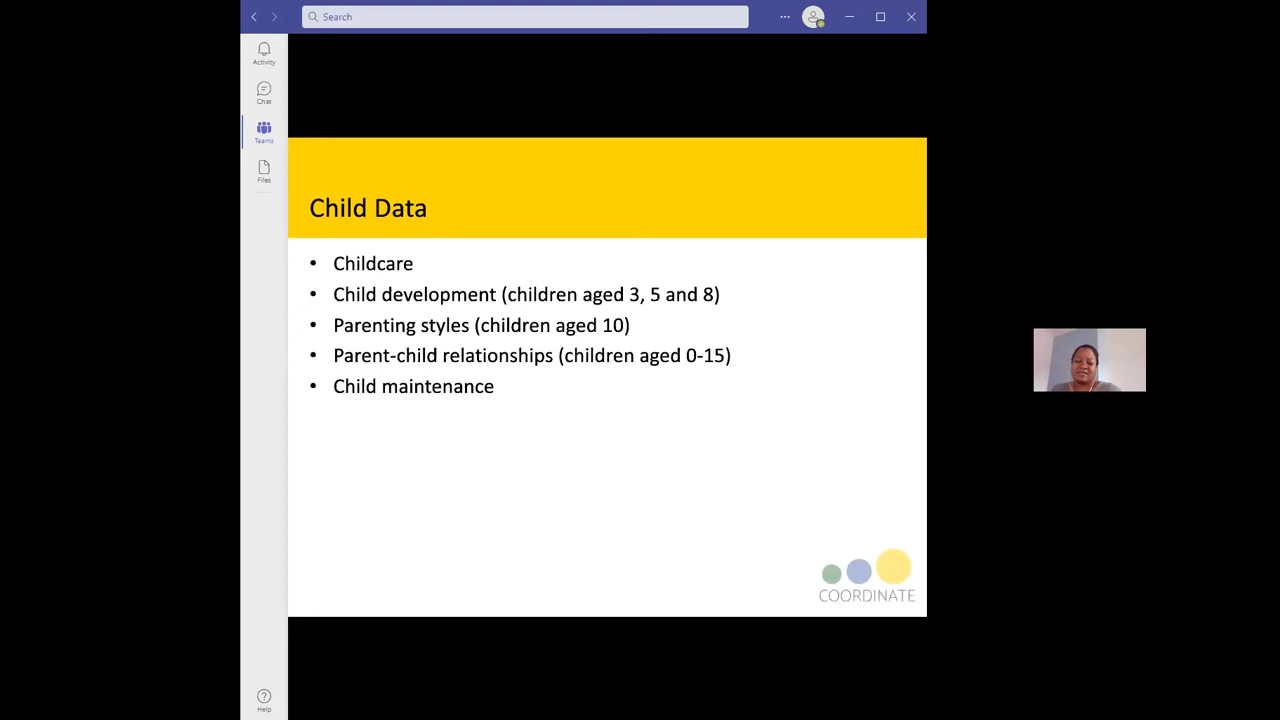 Search
Activity
Chat
Teams
Files
Child Data
• Childcare
• Child development (children aged 3, 5 and 8)
• Parenting styles (children aged 10)
• Parent-child relationships (children aged 0-15)
• Child maintenance
COORDINATE
Help